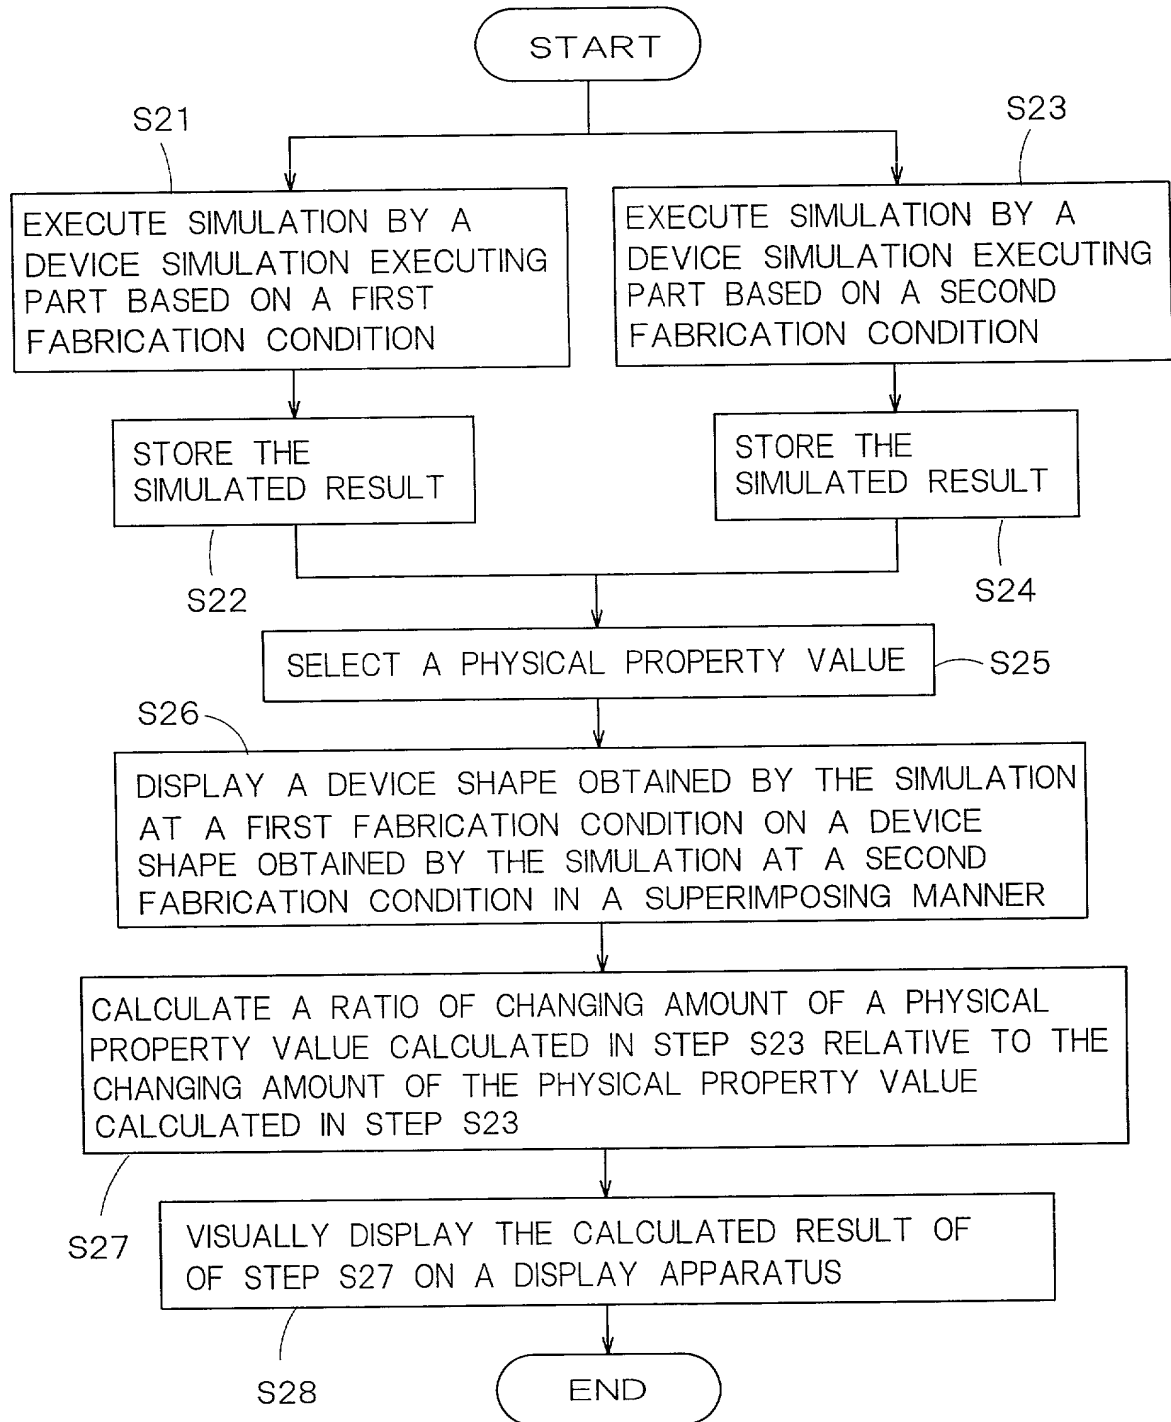 START
S21
S23
EXECUTE SIMULATION BY A
DEVICE SIMULATION EXECUTING
PART BASED ON A FIRST
FABRICATION CONDITION
EXECUTE SIMULATION BY A
DEVICE SIMULATION EXECUTING
PART BASED ON A SECOND
FABRICATION CONDITION
STORE THE
SIMULATED RESULT
STORE THE
SIMULATED RESULT
S22
S24
SELECT A PHYSICAL PROPERTY VALUE
S25
S26
DISPLAY A DEVICE SHAPE OBTAINED BY THE SIMULATION
AT A FIRST FABRICATION CONDITION ON A DEVICE
SHAPE OBTAINED BY THE SIMULATION AT A SECOND
FABRICATION CONDITION IN A SUPERIMPOSING MANNER
CALCULATE A RATIO OF CHANGING AMOUNT OF A PHYSICAL
PROPERTY VALUE CALCULATED IN STEP S23 RELATIVE TO THE
CHANGING AMOUNT OF THE PHYSICAL PROPERTY VALUE
CALCULATED IN STEP S23
S27
VISUALLY DISPLAY THE CALCULATED RESULT OF
OF STEP S27 ON A DISPLAY APPARATUS
S28
END